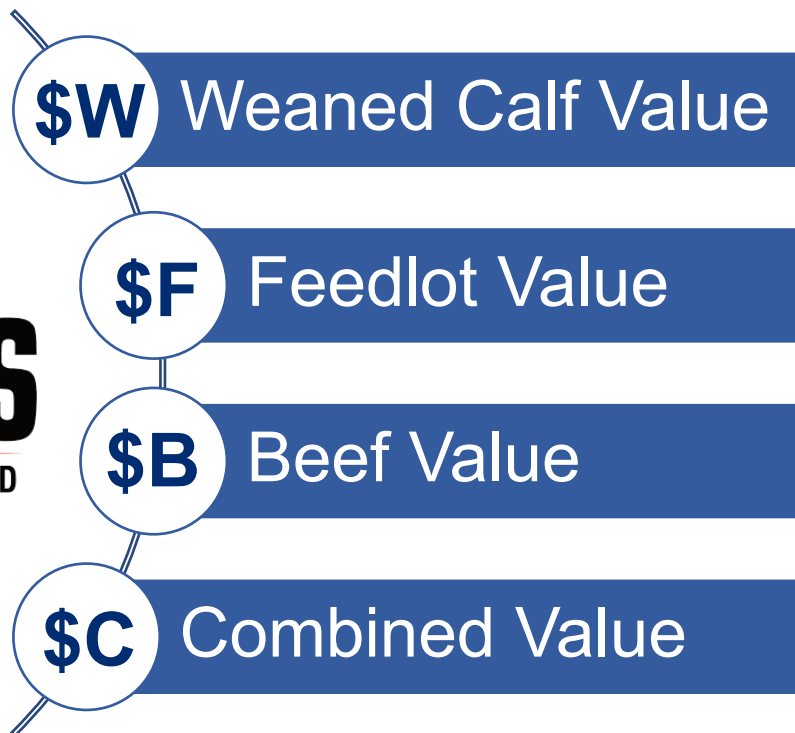 $W Weaned Calf Value
$F Feedlot Value
S
$B Beef Value
D
$C Combined Value